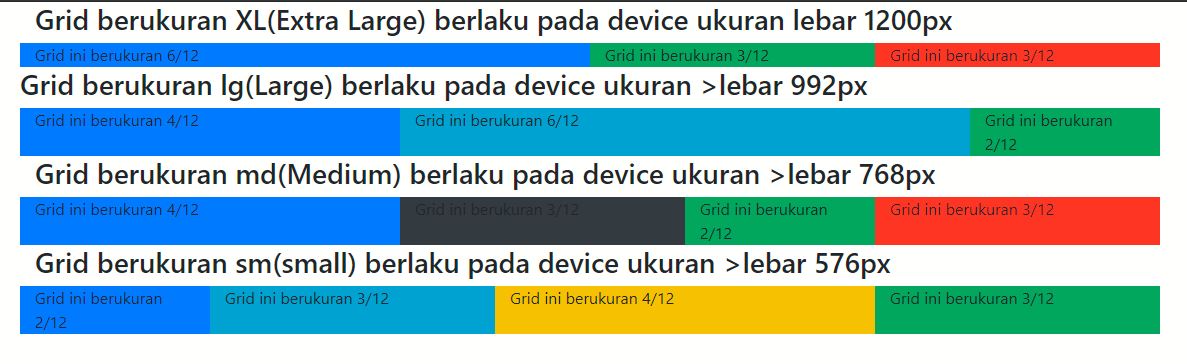 Grid berukuran XL(Extra Large) berlaku pada device ukuran lebar 1200px
Grid ini berukuran 6/12
Grid ini berukuran 3/12
Grid ini berukuran 3/12
Grid berukuran lg(Large) berlaku pada device ukuran >lebar 992px
Grid ini berukuran 4/12
Grid ini berukuran 6/12
Grid ini berukuran
2/12
Grid berukuran md(Medium) berlaku pada device ukuran >lebar 768px
Grid ini berukuran 4/12
Grid ini berukuran 3/12
Grid ini berukuran
2/12
Grid ini berukuran 3/12
Grid berukuran sm(small) berlaku pada device ukuran >lebar 576px
Grid ini berukuran
2/12
Grid ini berukuran 3/12
Grid ini berukuran 4/12
Grid ini berukuran 3/12